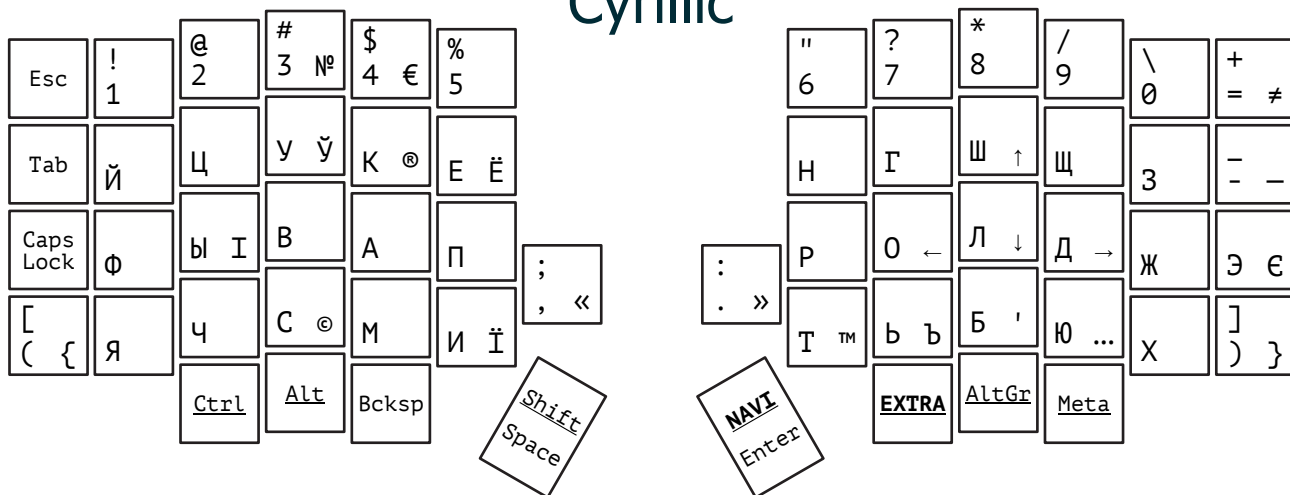 Cyrillic
Esc
!
1
@
2
#
3 №
$
4 €
%
5
"
6
?
7
*
8
/
9
\
0
+
= ≠
Tab
Й
Ц
У Ў
К ®
Е Ё
Н
Г
Ш ↑
Щ
З
_
- —
Caps
Lock
Ф
Ы І
В
А
П
;
, «
:
. »
Р
О ←
Л ↓
Д →
Ж
Э Є
[
( {
Я
Ч
С ©
М
И Ї
Т ™
Ь Ъ
Б '
Ю …
Х
]
) }
Ctrl
Alt
Bcksp
Shift
Space
NAVI
Enter
EXTRA
AltGr
Meta